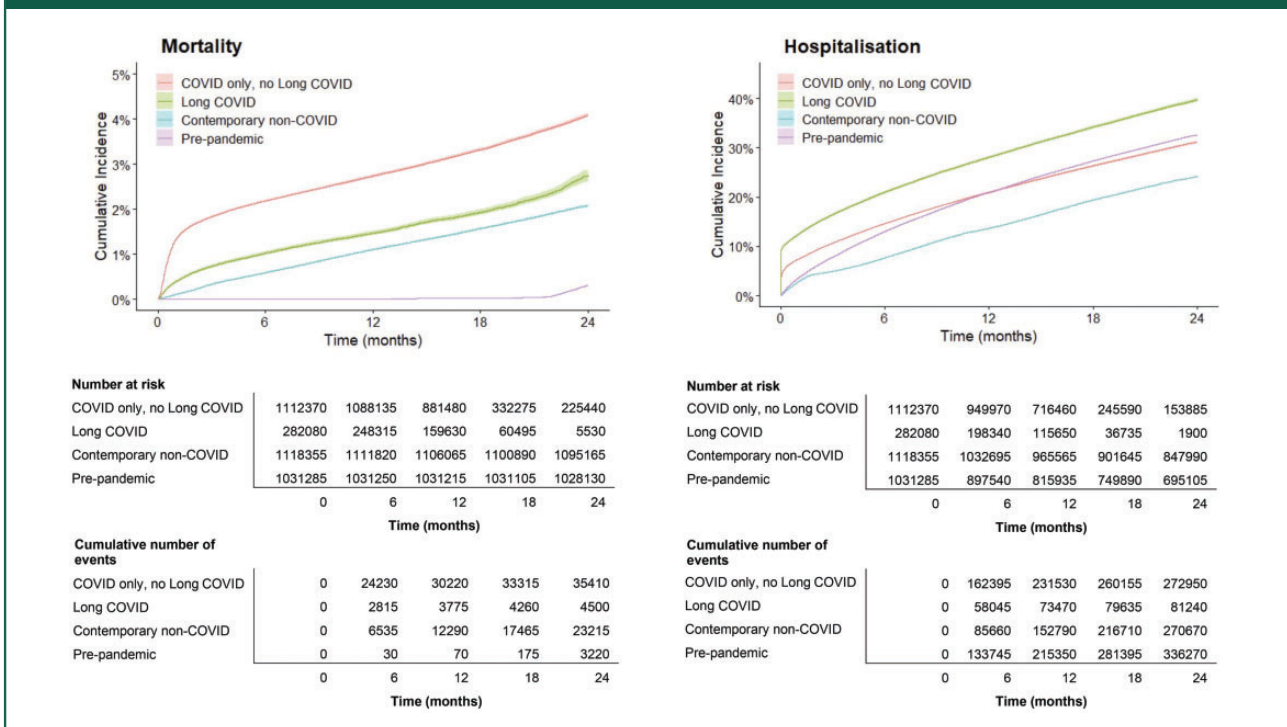 Mortality
5%
4%
3%
2%
1%
0%
Cumulative Incidence
COVID only, no Long COVID
Long COVID
Contemporary non-COVID
Pre-pandemic
0 6 12 18 24
Time (months)
Hospitalisation
40%
30%
20%
10%
0%
Cumulative Incidence
COVID only, no Long COVID
Long COVID
Contemporary non-COVID
Pre-pandemic
0 6 12 18 24
Time (months)
Number at risk
COVID only, no Long COVID 1112370 1088135 881480 332275 225440
Long COVID 282080 248315 159630 60495 5530
Contemporary non-COVID 1118355 1111820 1106065 1100890 1095165
Pre-pandemic 1031285 1031250 1031215 1031105 1028130
0 6 12 18 24
Time (months)
Cumulative number of
events
COVID only, no Long COVID 0 24230 30220 33315 35410
Long COVID 0 2815 3775 4260 4500
Contemporary non-COVID 0 6535 12290 17465 23215
Pre-pandemic 0 30 70 175 3220
0 6 12 18 24
Time (months)
Number at risk
COVID only, no Long COVID 1112370 949970 716460 245590 153885
Long COVID 282080 198340 115650 36735 1900
Contemporary non-COVID 1118355 1032695 965565 901645 847990
Pre-pandemic 1031285 897540 815935 749890 695105
0 6 12 18 24
Time (months)
Cumulative number of
events
COVID only, no Long COVID 0 162395 231530 260155 272950
Long COVID 0 58045 73470 79635 81240
Contemporary non-COVID 0 85660 152790 216710 270670
Pre-pandemic 0 133745 215350 281395 336270
0 6 12 18 24
Time (months)